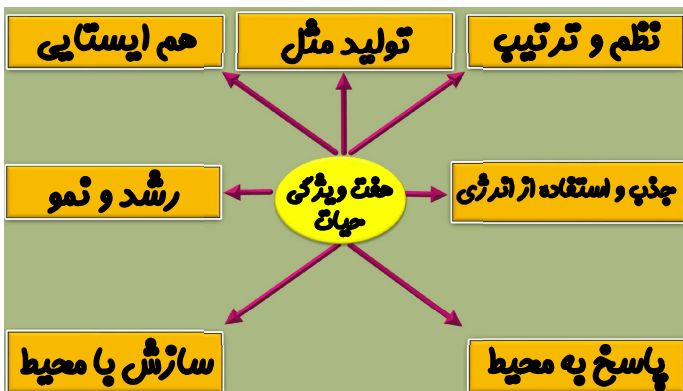 نظم و ترتیب
تولید مثل
هم ایستایی
هفت ویژگی
حیات
جذب و استفاده از انرژی
رشد و نمو
پاسخ به محیط
سازش با محیط